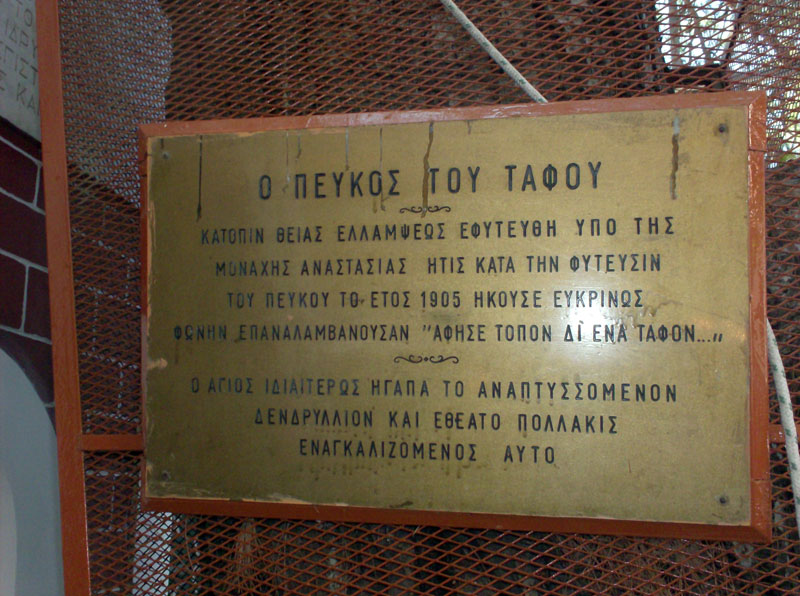 Ο ΠΕΥΚΟΣ ΤΟΥ ΤΑΦΟΥ
ΚΑΤΟΠΙΝ ΘΕΙΑΣ ΕΛΛΑΜΨΕΩΣ ΕΦΥΤΕΥΘΗ ΥΠΟ ΤΗΣ
ΜΟΝΑΧΗΣ ΑΝΑΣΤΑΣΙΑΣ ΗΤΙΣ ΚΑΤΑ ΤΗΝ ΦΥΤΕΥΣΙΝ
ΤΟΥ ΠΕΥΚΟΥ ΤΟ ΕΤΟΣ 1905 ΗΚΟΥΣΕ ΕΥΚΡΙΝΩΣ
ΦΩΝΗΝ ΕΠΑΝΑΛΑΜΒΑΝΟΥΣΑΝ "ΑΦΗΣΕ ΤΟΠΟΝ ΔΙ ΕΝΑ ΤΑΦΟΝ..."
Ο ΑΓΙΟΣ ΙΔΙΑΙΤΕΡΩΣ ΗΓΑΠΑ ΤΟ ΑΝΑΠΤΥΣΣΟΜΕΝΟΝ
ΔΕΝΔΡΥΛΛΙΟΝ ΚΑΙ ΕΘΕΑΤΟ ΠΟΛΛΑΚΙΣ
ΕΝΑΓΚΑΛΙΖΟΜΕΝΟΣ ΑΥΤΟ